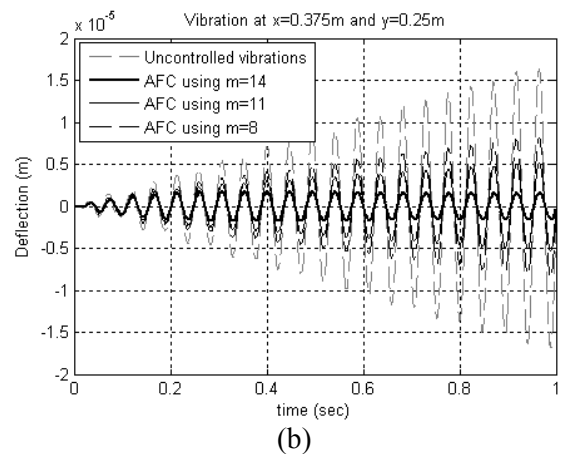 Vibration at x=0.375m and y=0.25m
x 10-5
2
1.5
1
0.5
0
-0.5
-1
-1.5
-2
Deflection (m)
Uncontrolled vibrations
AFC using m=14
AFC using m=11
AFC using m=8
0 0.2 0.4 0.6 0.8 1
time (sec)
(b)